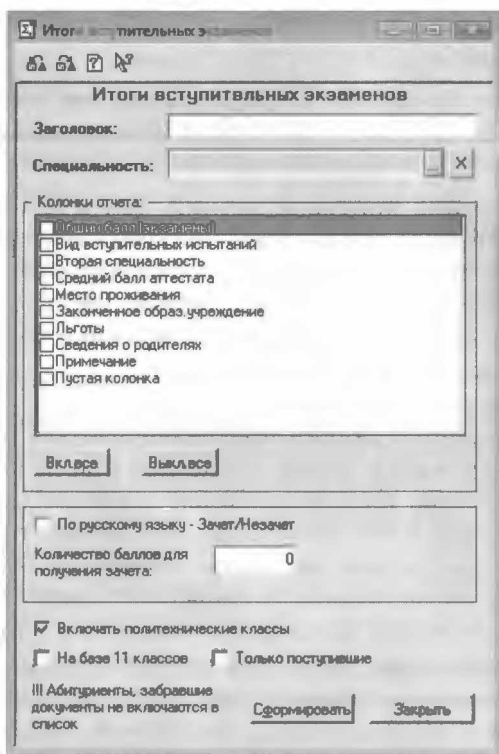 Итоги вступительных экзаменов
Итоги вступительных экзаменов
Заголовок:
Специальность:
...
Колонки отчета:
Общий балл (экзамены)
Вид вступительных испытаний
Вторая специальность
Средний балл аттестата
Место проживания
Законченное образ.учреждение
Льготы
Сведения о родителях
Примечание
Пустая колонка
Вкл.все
Выкл.все
По русскому языку - Зачет/Незачет
Количество баллов для
получения зачета:
0
Включать политехнические классы
На базе 11 классов
Только поступившие
!!! Абитуриенты, забравшие
документы не включаются в
список
Сформировать
Закрыть